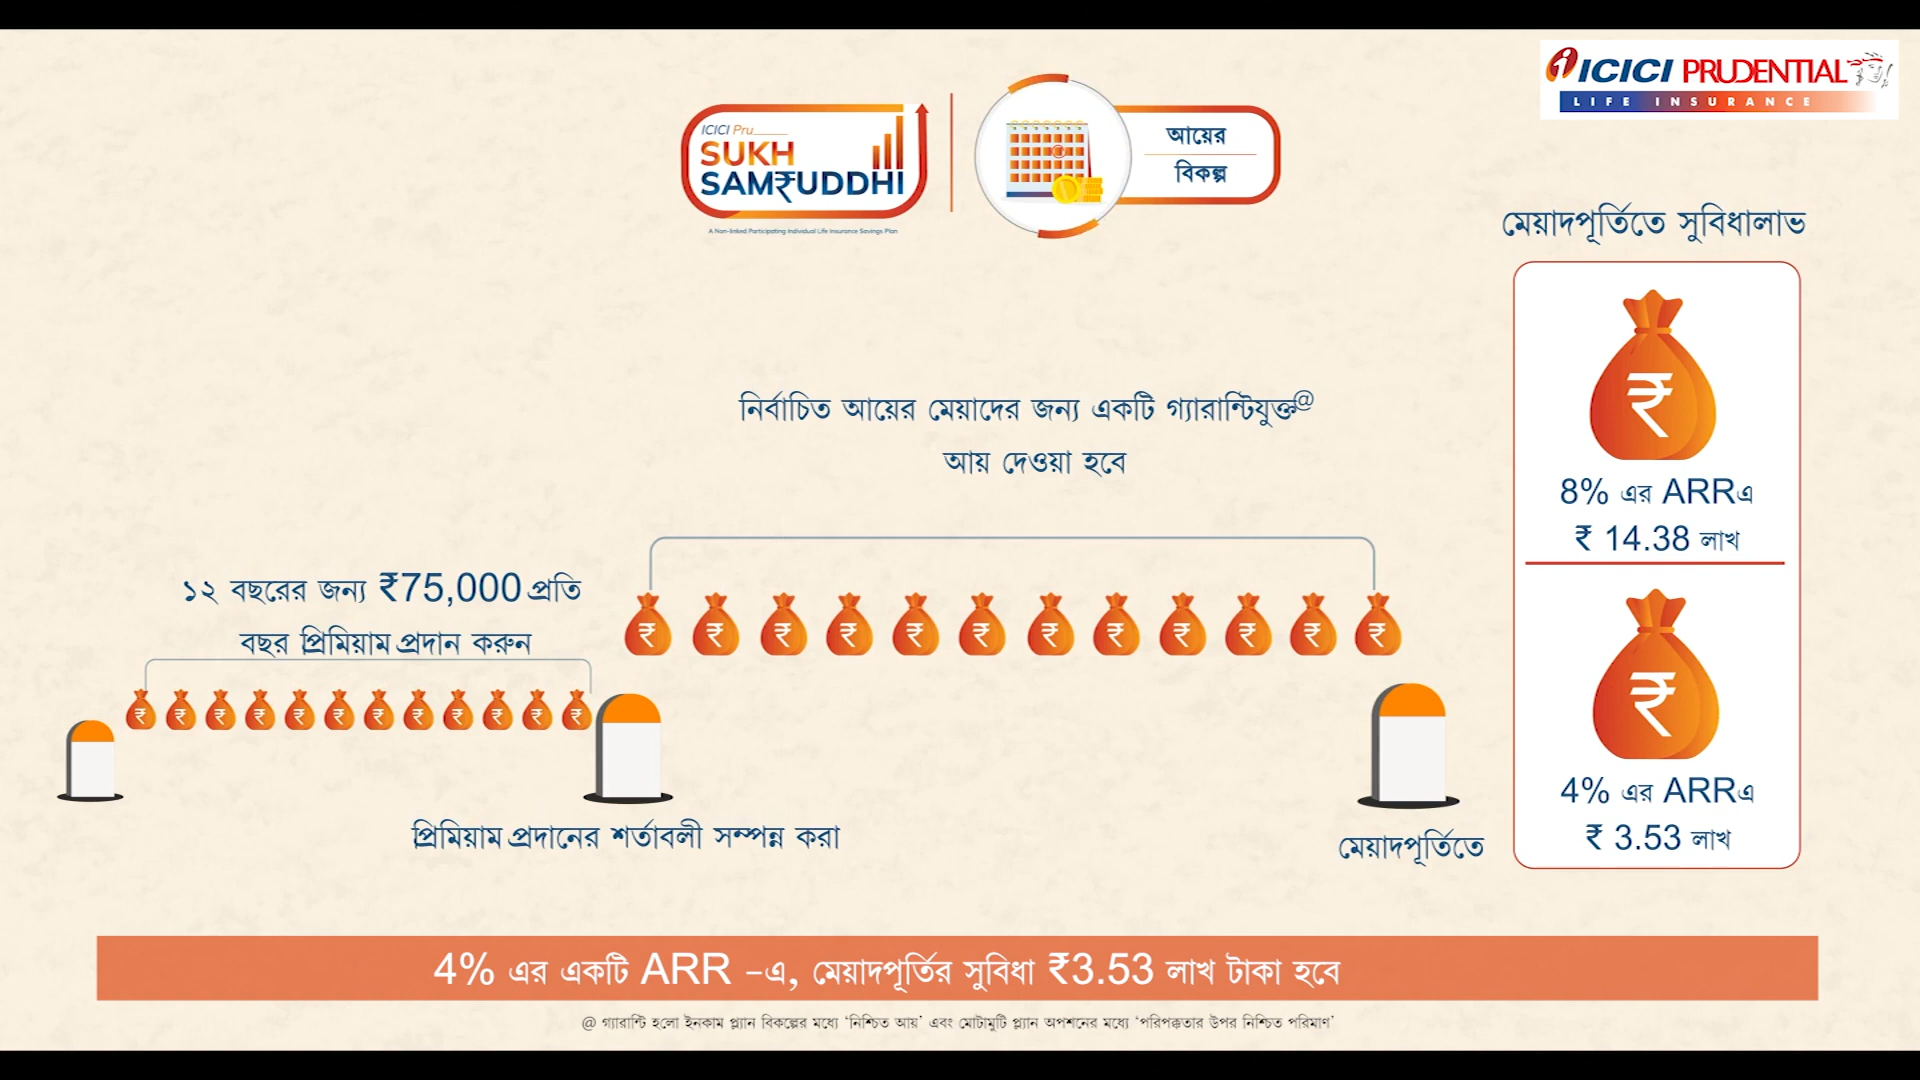 ICICI PRUDENTIAL
LIFE INSURANCE
ICICI Pru
SUKH
SAM₹UDDHI
A Non-linked Participating Individual Life Insurance Savings Plan
আয়ের
বিকল্প
মেয়াদপূর্তিতে সুবিধালাভ
8% এর ARRএ
₹ 14.38 লাখ
4% এর ARRএ
₹ 3.53 লাখ
নির্বাচিত আয়ের মেয়াদের জন্য একটি গ্যারান্টিযুক্ত@
আয় দেওয়া হবে
১২ বছরের জন্য ₹75,000 প্রতি
বছর প্রিমিয়াম প্রদান করুন
প্রিমিয়াম প্রদানের শর্তাবলী সম্পন্ন করা
মেয়াদপূর্তিতে
4% এর একটি ARR –এ, মেয়াদপূর্তির সুবিধা ₹3.53 লাখ টাকা হবে
@ গ্যারান্টি হলো ইনকাম প্ল্যান বিকল্পের মধ্যে ‘নিশ্চিত আয়’ এবং মোটামুটি প্ল্যান অপশনের মধ্যে ‘পরিপক্কতার উপর নিশ্চিত পরিমাণ’